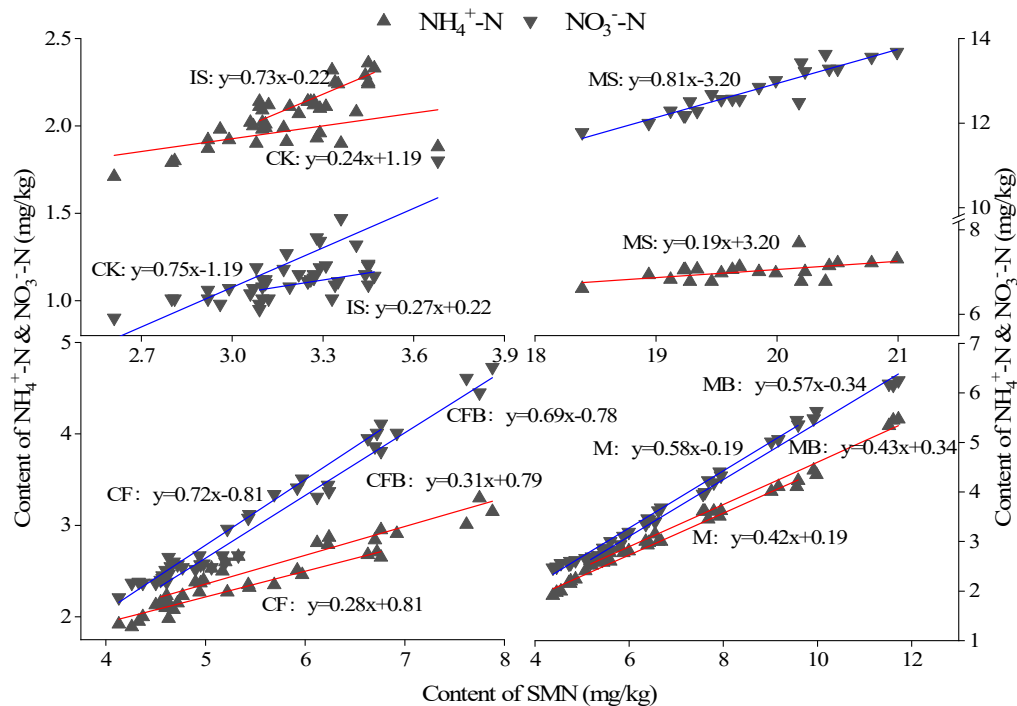 NH₄⁺-N NO₃⁻-N
2.5
2.0
1.5
1.0
IS: y=0.73x-0.22
CK: y=0.24x+1.19
CK: y=0.75x-1.19
IS: y=0.27x+0.22
2.7 3.0 3.3 3.6 3.9
14
12
10
8
6
MS: y=0.81x-3.20
MS: y=0.19x+3.20
18 19 20 21
5
4
3
2
CFB: y=0.69x-0.78
CFB: y=0.31x+0.79
CF: y=0.72x-0.81
CF: y=0.28x+0.81
4 5 6 7 8
7
6
5
4
3
2
1
MB: y=0.57x-0.34
M: y=0.58x-0.19
MB: y=0.43x+0.34
M: y=0.42x+0.19
4 6 8 10 12
Content of NH₄⁺-N & NO₃⁻-N (mg/kg)
Content of NH₄⁺-N & NO₃⁻-N (mg/kg)
Content of SMN (mg/kg)